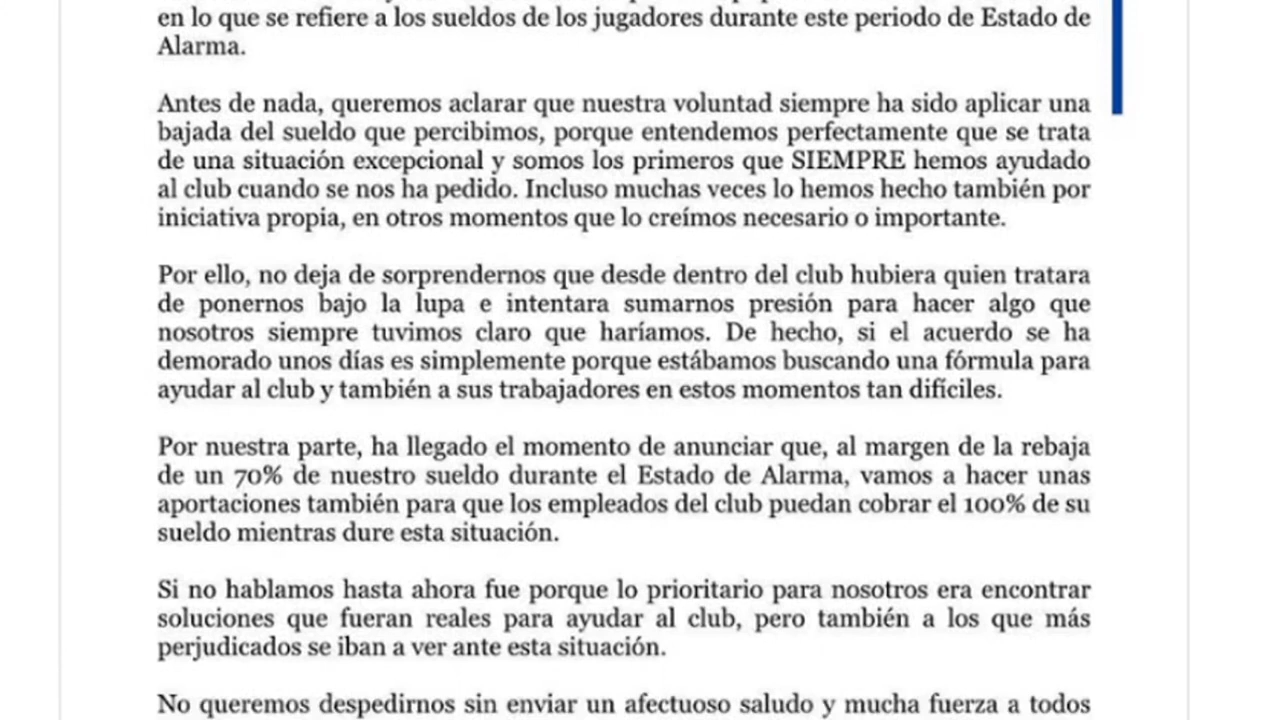 en lo que se refiere a los sueldos de los jugadores durante este periodo de Estado de
Alarma.
Antes de nada, queremos aclarar que nuestra voluntad siempre ha sido aplicar una
bajada del sueldo que percibimos, porque entendemos perfectamente que se trata
de una situación excepcional y somos los primeros que SIEMPRE hemos ayudado
al club cuando se nos ha pedido. Incluso muchas veces lo hemos hecho también por
iniciativa propia, en otros momentos que lo creímos necesario o importante.
Por ello, no deja de sorprendernos que desde dentro del club hubiera quien tratara
de ponernos bajo la lupa e intentara sumarnos presión para hacer algo que
nosotros siempre tuvimos claro que haríamos. De hecho, si el acuerdo se ha
demorado unos días es simplemente porque estábamos buscando una fórmula para
ayudar al club y también a sus trabajadores en estos momentos tan difíciles.
Por nuestra parte, ha llegado el momento de anunciar que, al margen de la rebaja
de un 70% de nuestro sueldo durante el Estado de Alarma, vamos a hacer unas
aportaciones también para que los empleados del club puedan cobrar el 100% de su
sueldo mientras dure esta situación.
Si no hablamos hasta ahora fue porque lo prioritario para nosotros era encontrar
soluciones que fueran reales para ayudar al club, pero también a los que más
perjudicados se iban a ver ante esta situación.
No queremos despedirnos sin enviar un afectuoso saludo y mucha fuerza a todos